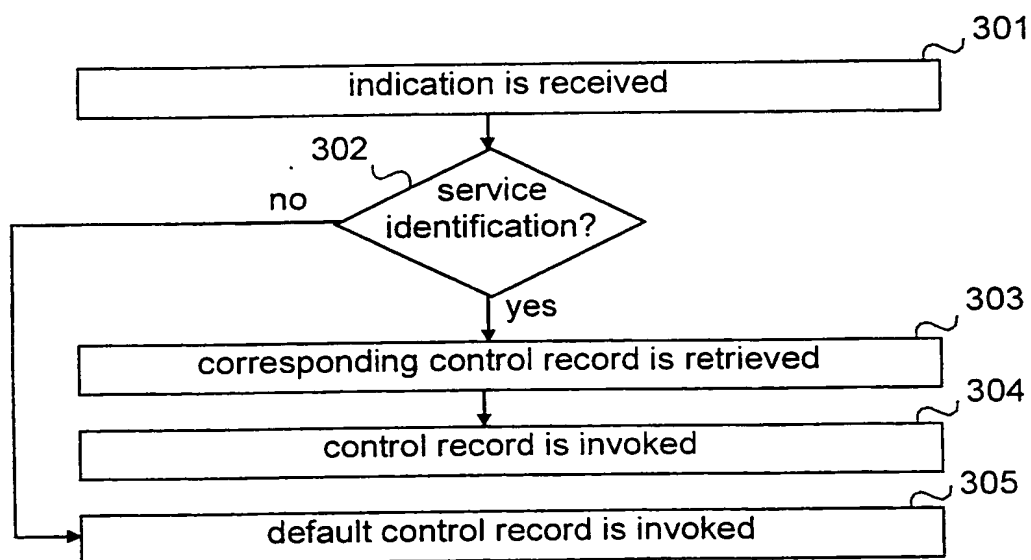 301
indication is received
302
no
service
identification?
yes
303
corresponding control record is retrieved
304
control record is invoked
305
default control record is invoked